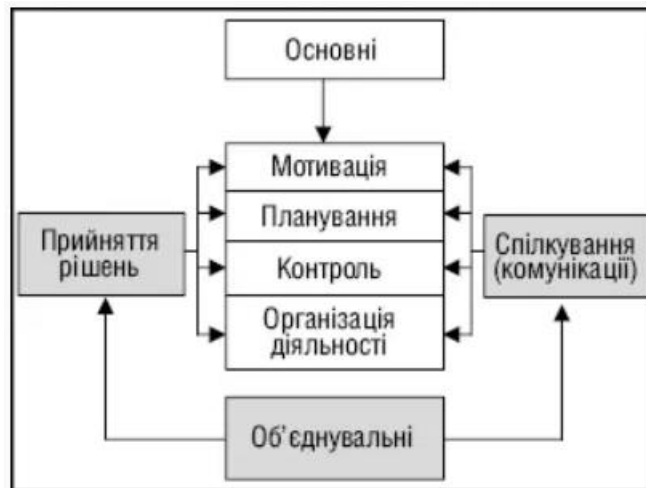 Основні
Мотивація
Планування
Прийняття
рішень
Контроль
Спілкування
(комунікації)
Організація
діяльності
Об'єднувальні